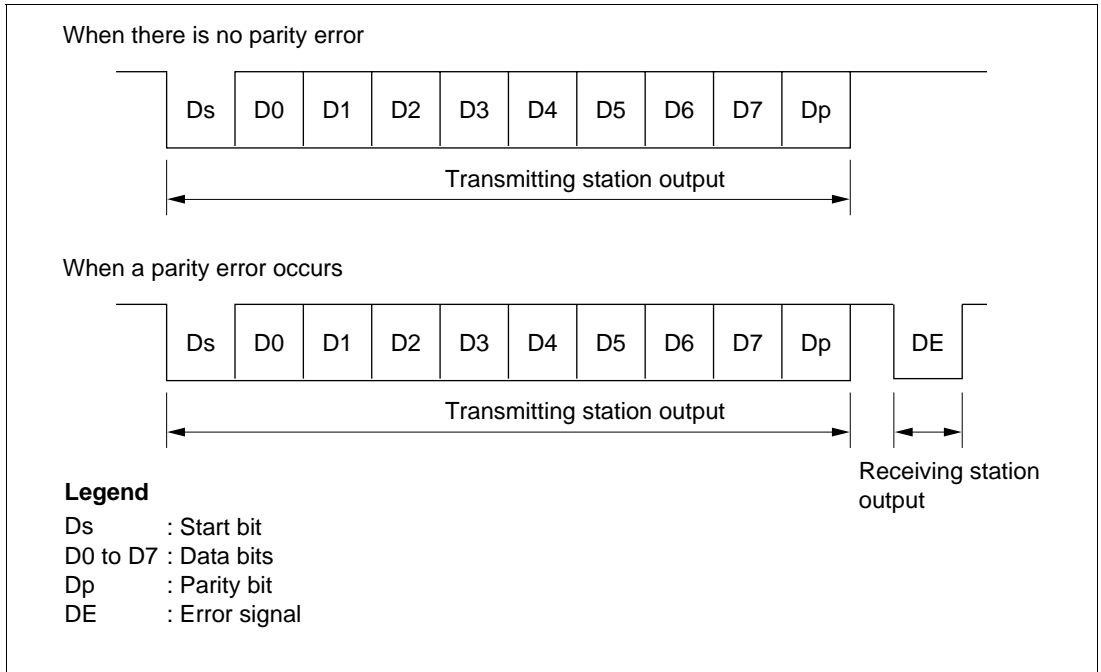 When there is no parity error
Ds D0 D1 D2 D3 D4 D5 D6 D7 Dp
Transmitting station output
When a parity error occurs
Ds D0 D1 D2 D3 D4 D5 D6 D7 Dp DE
Transmitting station output
Receiving station
output
Legend
Ds : Start bit
D0 to D7 : Data bits
Dp : Parity bit
DE : Error signal